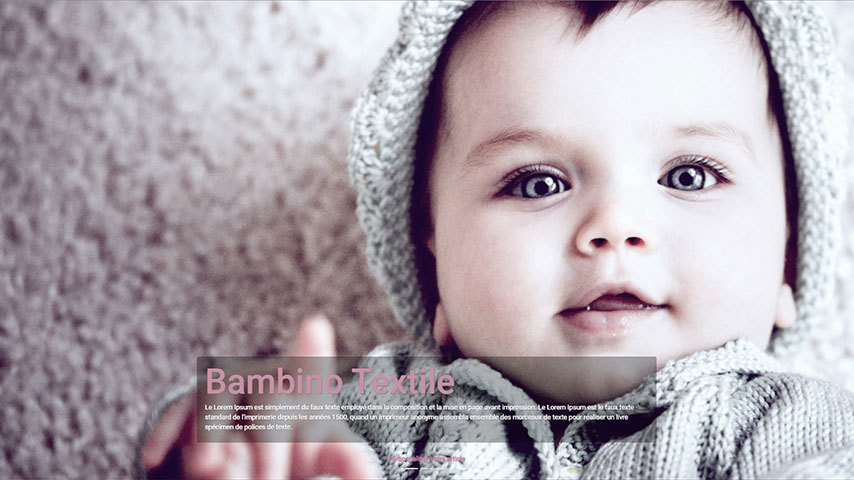 Bambino Textile
Le Lorem Ipsum est simplement du faux texte employé dans la composition et la mise en page avant impression. Le Lorem Ipsum est le faux texte
standard de l'imprimerie depuis les années 1500, quand un imprimeur anonyme assembla ensemble des morceaux de texte pour réaliser un livre
spécimen de polices de texte.